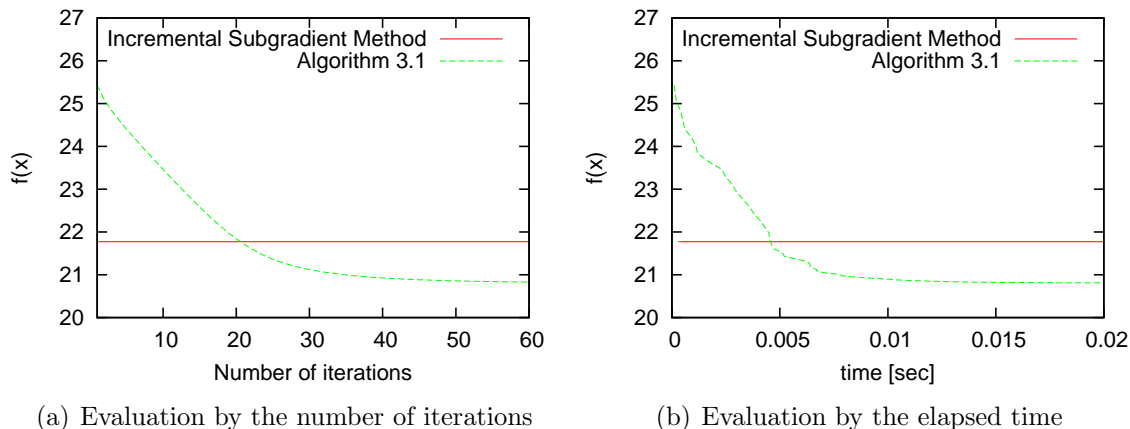 27
26
25
24
23
22
21
20
f(x)
10 20 30 40 50 60
Number of iterations
Incremental Subgradient Method
Algorithm 3.1
(a) Evaluation by the number of iterations
27
26
25
24
23
22
21
20
f(x)
0 0.005 0.01 0.015 0.02
time [sec]
Incremental Subgradient Method
Algorithm 3.1
(b) Evaluation by the elapsed time